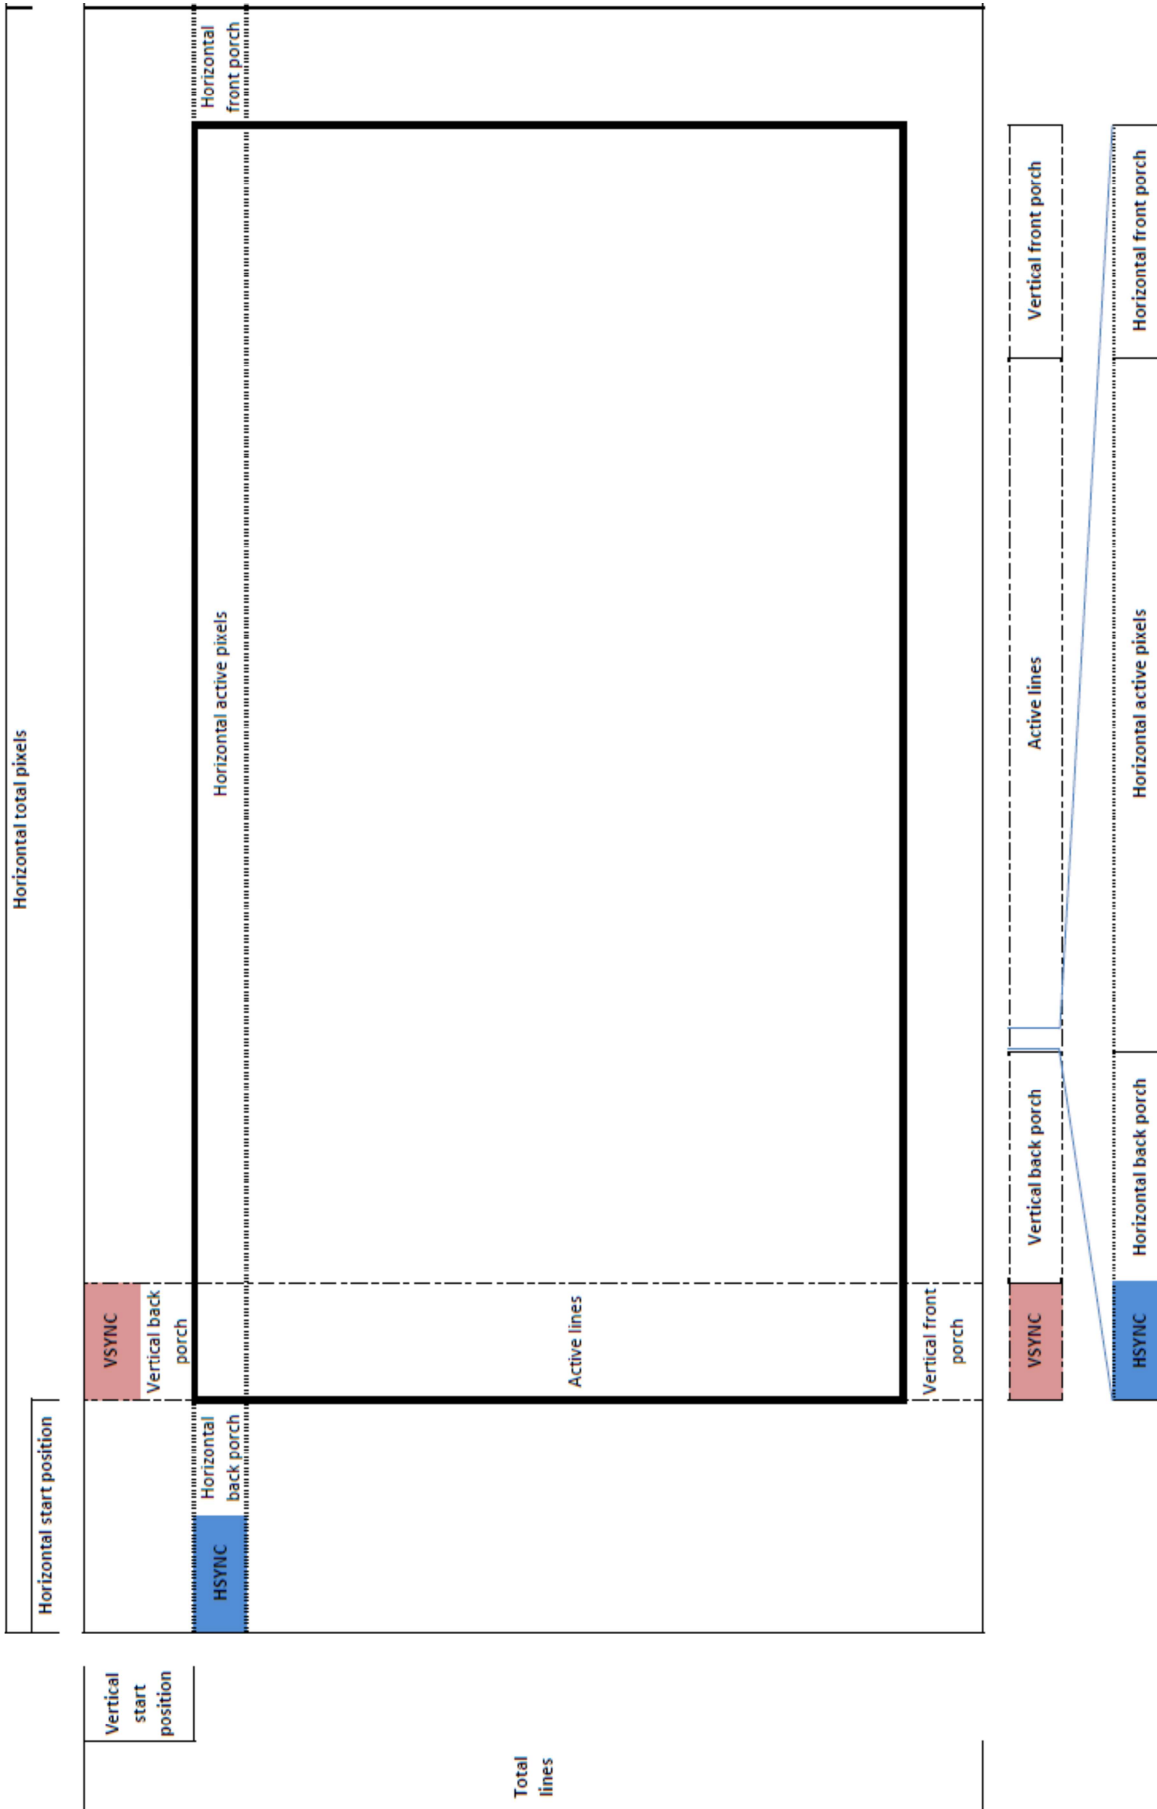 Horizontal total pixels
Horizontal start position
Vertical
start
position
VSYNC
Vertical back
porch
HSYNC
Horizontal
back porch
Horizontal active pixels
Horizontal
front porch
Total
lines
Active lines
Vertical front
porch
VSYNC
Vertical back porch
Active lines
Vertical front porch
HSYNC
Horizontal back porch
Horizontal active pixels
Horizontal front porch